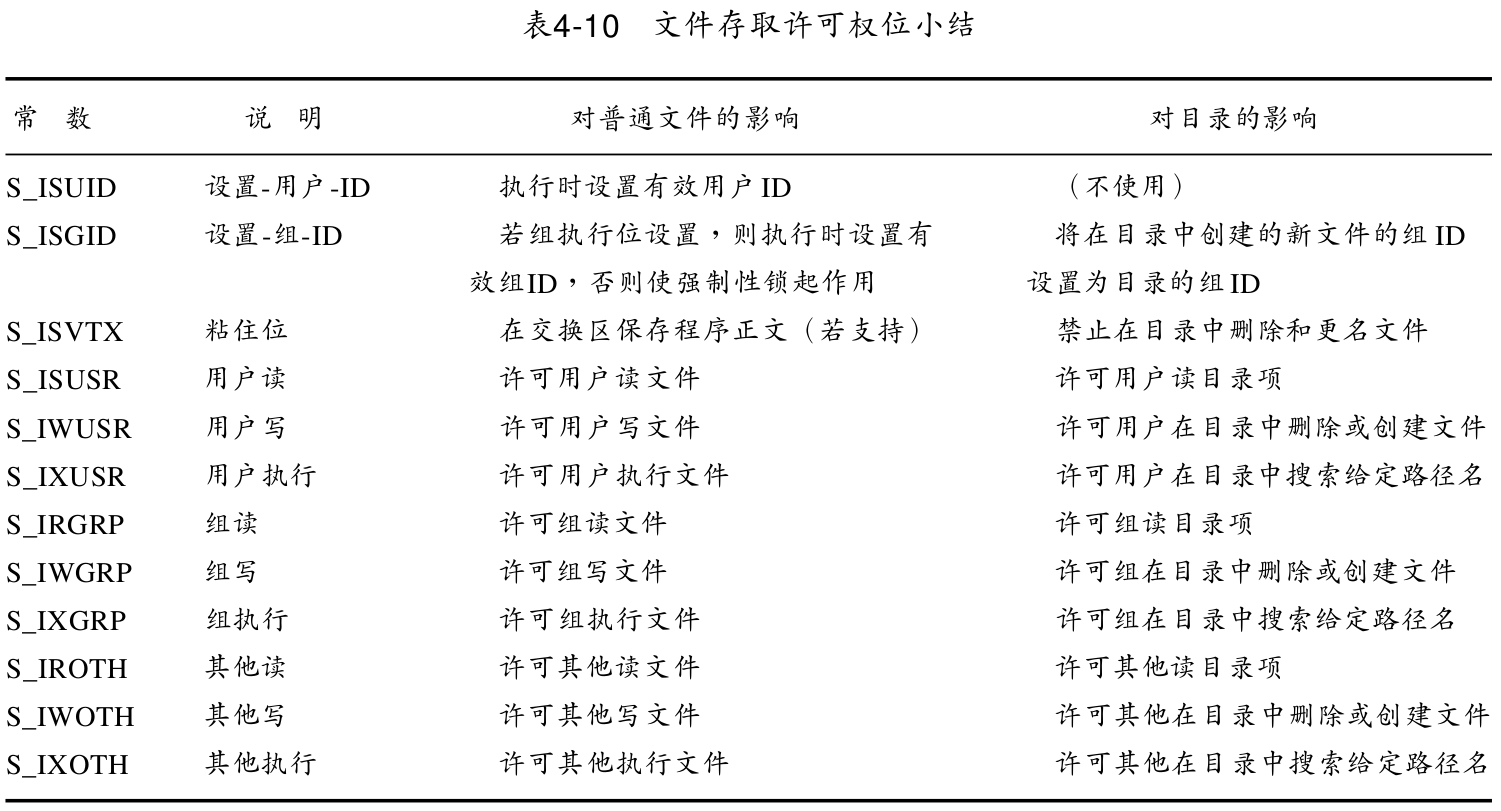 表4-10 文件存取许可权位小结
常 数 说 明 对普通文件的影响 对目录的影响
S_ISUID 设置-用户-ID 执行时设置有效用户ID （不使用）
S_ISGID 设置-组-ID 若组执行位设置，则执行时设置有 将在目录中创建的新文件的组ID
效组ID，否则使强制性锁起作用 设置为目录的组ID
S_ISVTX 粘住位 在交换区保存程序正文（若支持） 禁止在目录中删除和更名文件
S_ISUSR 用户读 许可用户读文件 许可用户读目录项
S_IWUSR 用户写 许可用户写文件 许可用户在目录中删除或创建文件
S_IXUSR 用户执行 许可用户执行文件 许可用户在目录中搜索给定路径名
S_IRGRP 组读 许可组读文件 许可组读目录项
S_IWGRP 组写 许可组写文件 许可组在目录中删除或创建文件
S_IXGRP 组执行 许可组执行文件 许可组在目录中搜索给定路径名
S_IROTH 其他读 许可其他读文件 许可其他读目录项
S_IWOTH 其他写 许可其他写文件 许可其他在目录中删除或创建文件
S_IXOTH 其他执行 许可其他执行文件 许可其他在目录中搜索给定路径名